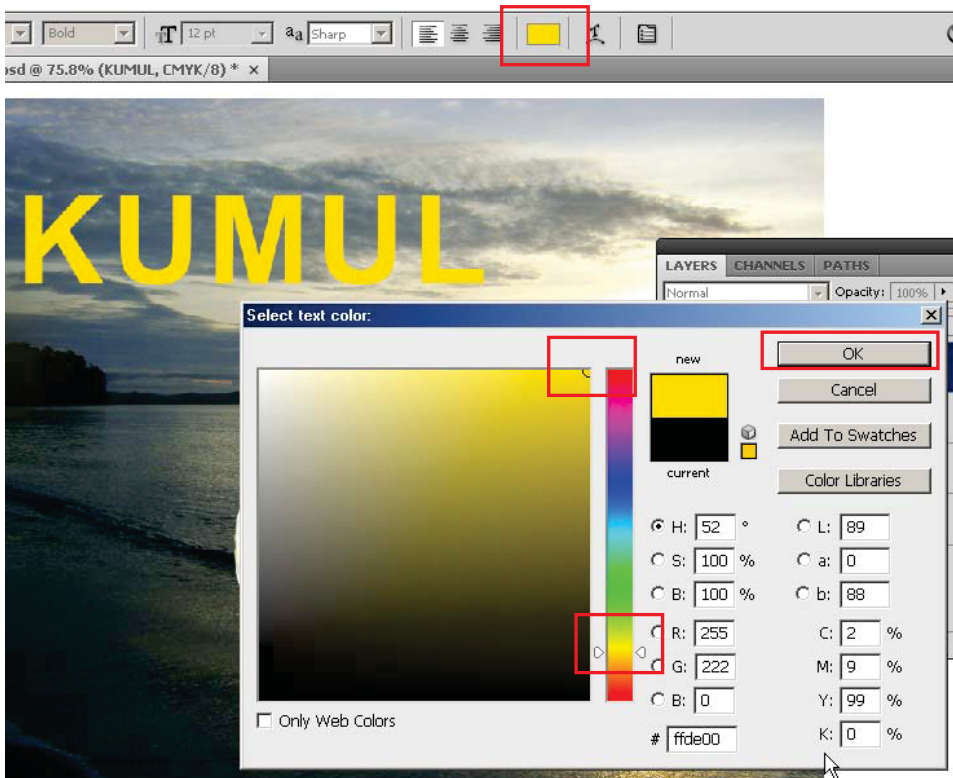 Bold 12 pt aa Sharp
osd @ 75.8% (KUMUL, CMYK/8) * ×
KUMUL
LAYERS CHANNELS PATHS
Normal Opacity: 100%
Select text color:
new
OK
Cancel
Add To Swatches
current
Color Libraries
H: 52 ° L: 89
S: 100 % a: 0
B: 100 % b: 88
R: 255 C: 2 %
G: 222 M: 9 %
B: 0 Y: 99 %
Only Web Colors
# ffde00 K: 0 %